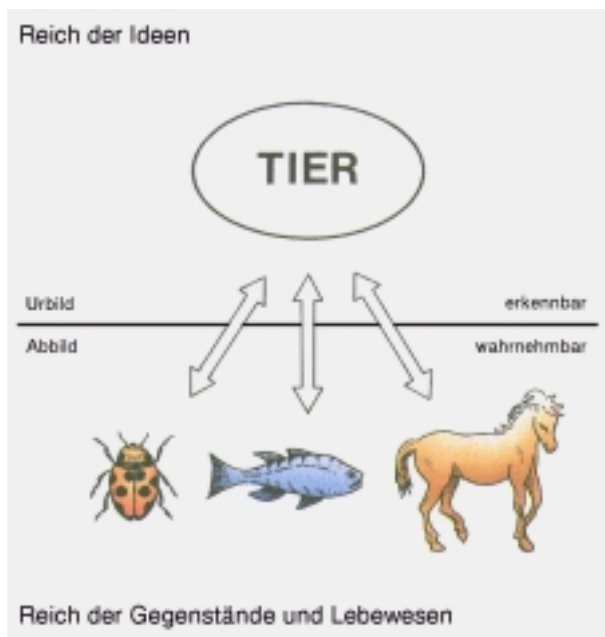 Reich der Ideen
TIER
Urbild
erkennbar
Abbild
wahrnehmbar
Reich der Gegenstände und Lebewesen